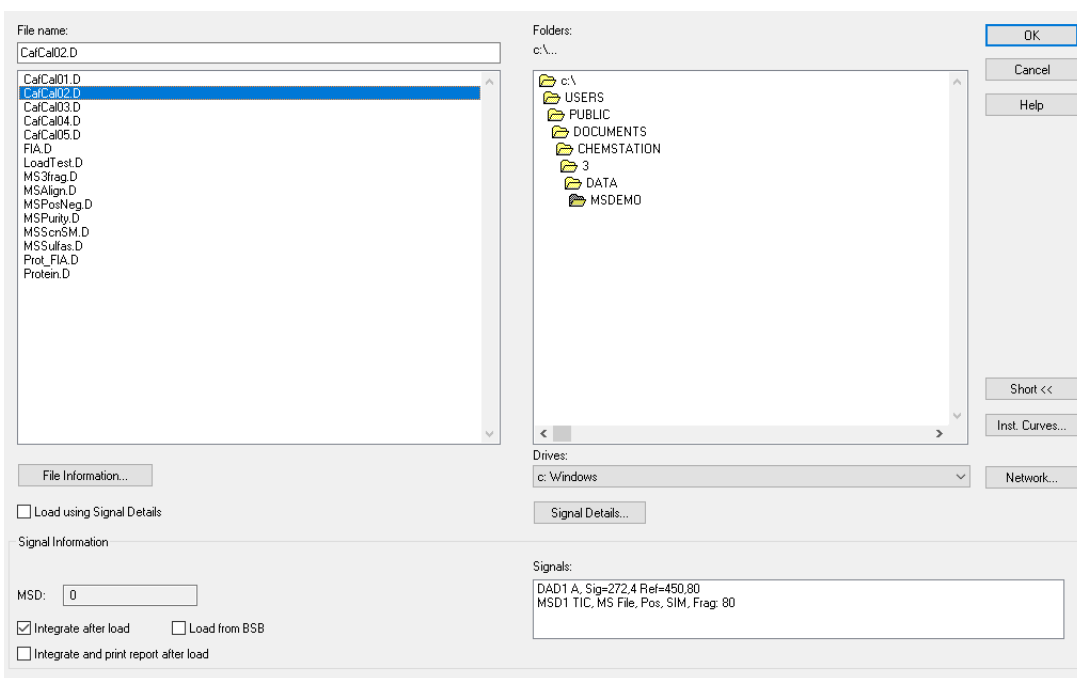 File name:
CafCal02.D
CafCal01.D
CafCal02.D
CafCal03.D
CafCal04.D
CafCal05.D
FIA.D
LoadTest.D
MS3frag.D
MSAlign.D
MSPosNeg.D
MSPurity.D
MSScnSM.D
MSSulfas.D
Prot_FIA.D
Protein.D
File Information...
Load using Signal Details
Folders:
c:\...
c:\
USERS
PUBLIC
DOCUMENTS
CHEMSTATION
3
DATA
MSDEMO
Drives:
c: Windows
Signal Details...
OK
Cancel
Help
Short <<
Inst. Curves...
Network...
Signal Information
MSD: 0
Integrate after load Load from BSB
Integrate and print report after load
Signals:
DAD1 A, Sig=272,4 Ref=450,80
MSD1 TIC, MS File, Pos, SIM, Frag: 80